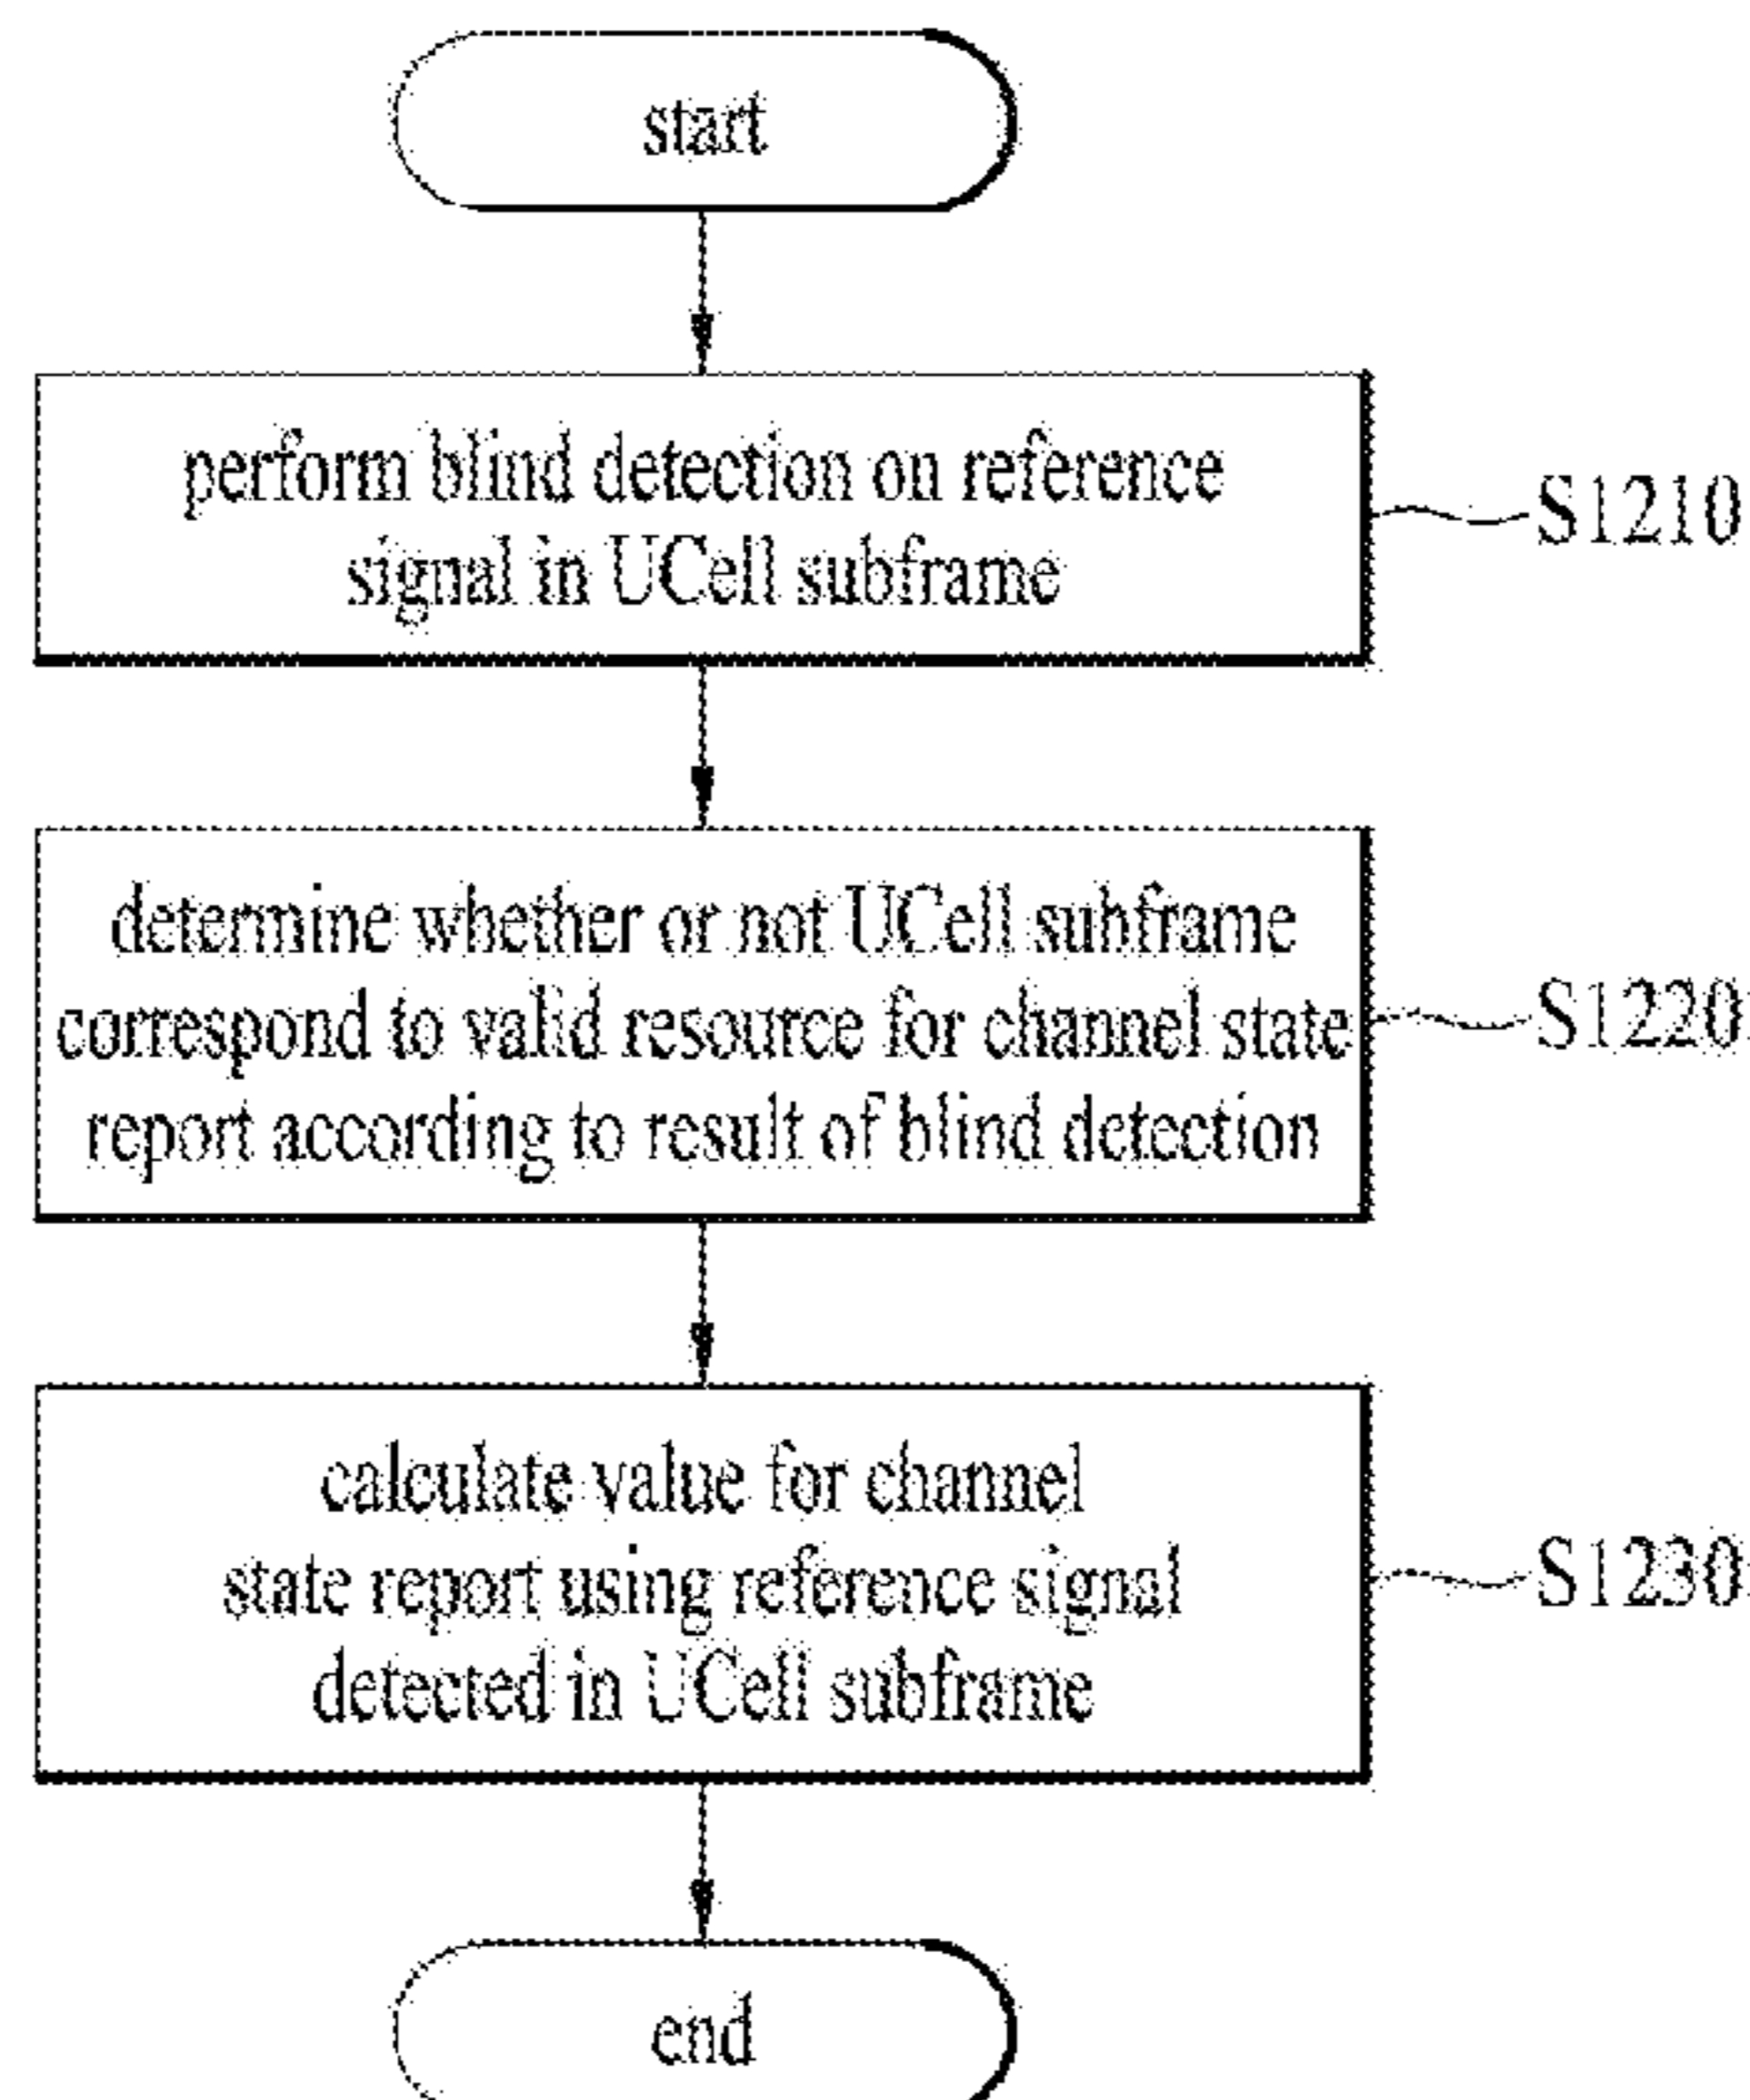 start
perform blind detection on reference
signal in UCell subframe
S1210
determine whether or not UCell subframe
correspond to valid resource for channel state
report according to result of blind detection
S1220
calculate value for channel
state report using reference signal
detected in UCell subframe
S1230
end